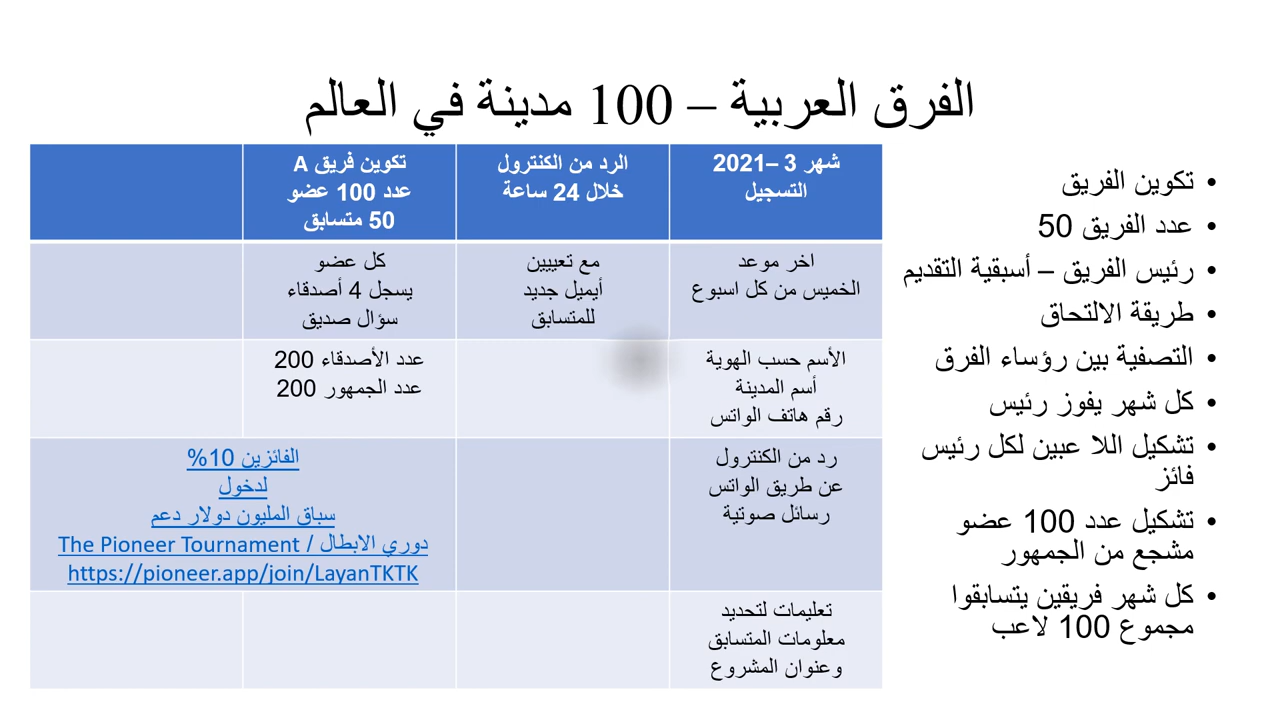 الفرق العربية – 100 مدينة في العالم
• تكوين الفريق
• عدد الفريق 50
• رئيس الفريق – أسبقية التقديم
• طريقة الالتحاق
• التصفية بين رؤساء الفرق
• كل شهر يفوز رئيس
• تشكيل اللا عبين لكل رئيس
فائز
• تشكيل عدد 100 عضو
مشجع من الجمهور
• كل شهر فريقين يتسابقوا
مجموع 100 لاعب
شهر 3 –2021
التسجيل
الرد من الكنترول
خلال 24 ساعة
تكوين فريق A
عدد 100 عضو
50 متسابق
اخر موعد
الخميس من كل اسبوع
مع تعييين
أيميل جديد
للمتسابق
كل عضو
يسجل 4 أصدقاء
سؤال صديق
الأسم حسب الهوية
أسم المدينة
رقم هاتف الواتس
عدد الأصدقاء 200
عدد الجمهور 200
رد من الكنترول
عن طريق الواتس
رسائل صوتية
الفائزين 10%
لدخول
سباق المليون دولار دعم
دوري الابطال / The Pioneer Tournament
https://pioneer.app/join/LayanTKTK
تعليمات لتحديد
معلومات المتسابق
وعنوان المشروع